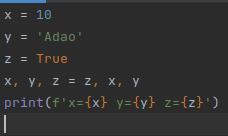 x = 10
y = 'Adao'
z = True
x, y, z = z, x, y
print(f'x={x} y={y} z={z}')